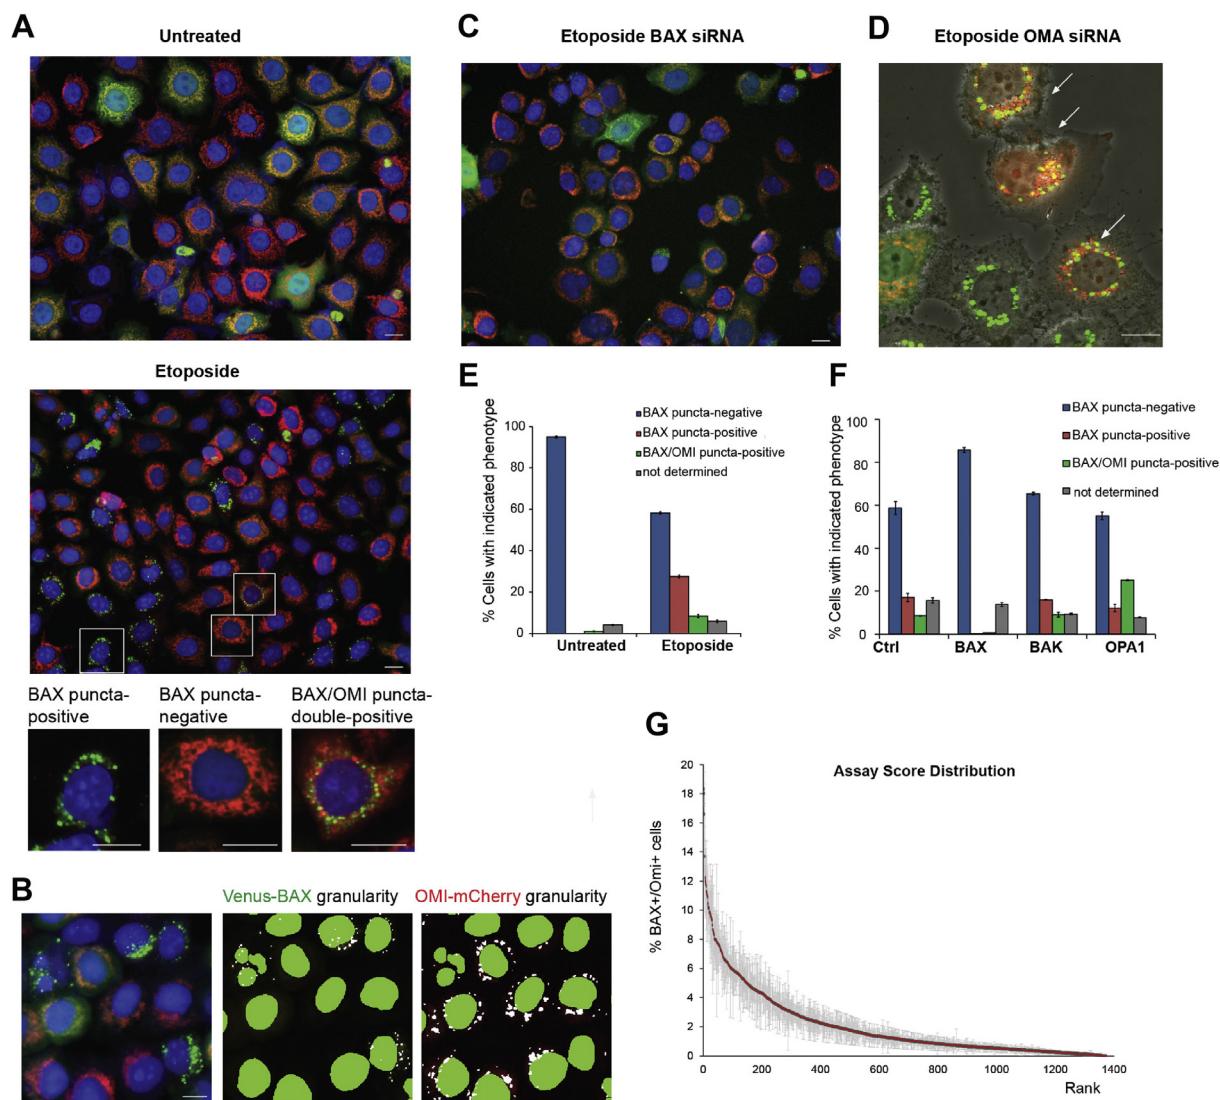 A
Untreated
Etoposide
BAX puncta-
positive
BAX puncta-
negative
BAX/OMI puncta-
double-positive
B
Venus-BAX granularity
OMI-mCherry granularity
C
Etoposide BAX siRNA
D
Etoposide OMA siRNA
E
% Cells with indicated phenotype
BAX puncta-negative
BAX puncta-positive
BAX/OMI puncta-positive
not determined
100
80
60
40
20
0
Untreated
Etoposide
F
% Cells with indicated phenotype
BAX puncta-negative
BAX puncta-positive
BAX/OMI puncta-positive
not determined
100
80
60
40
20
0
Ctrl
BAX
BAK
OPA1
G
Assay Score Distribution
% BAX+/Omi+ cells
20
18
16
14
12
10
8
6
4
2
0
0
200
400
600
800
1000
1200
1400
Rank